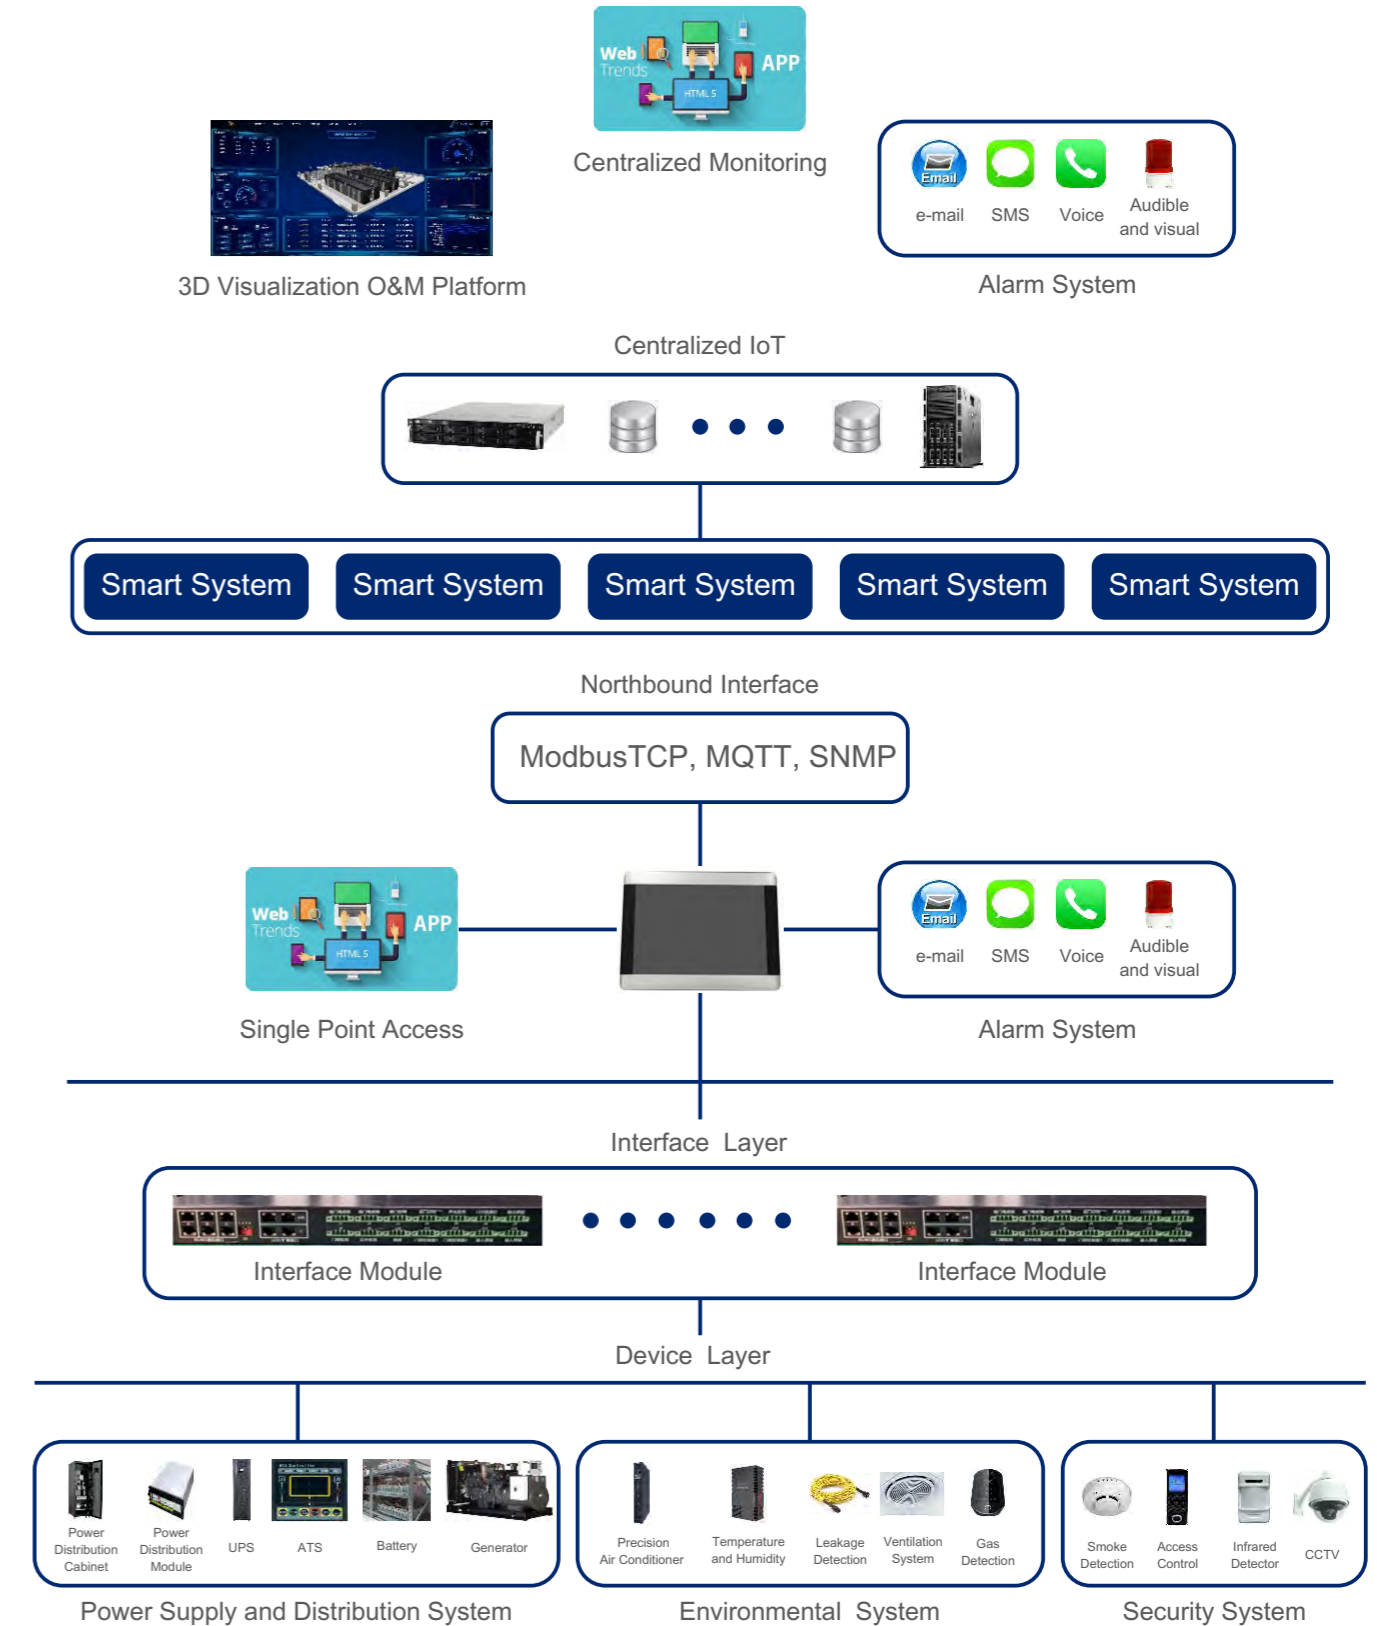 Web
Trends
APP
HTML 5
Centralized Monitoring
3D Visualization O&M Platform
Email
e-mail
SMS
Voice
Audible
and visual
Alarm System
Centralized IoT
Smart System
Smart System
Smart System
Smart System
Smart System
Northbound Interface
ModbusTCP, MQTT, SNMP
Web
Trends
APP
HTML 5
Single Point Access
Email
e-mail
SMS
Voice
Audible
and visual
Alarm System
Interface Layer
Interface Module
Interface Module
Device Layer
Power
Distribution
Cabinet
Power
Distribution
Module
UPS
ATS
Battery
Generator
Power Supply and Distribution System
Precision
Air Conditioner
Temperature
and Humidity
Leakage
Detection
Ventilation
System
Gas
Detection
Environmental System
Smoke
Detection
Access
Control
Infrared
Detector
CCTV
Security System